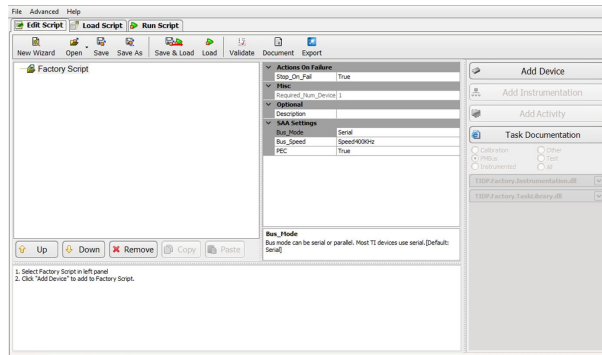 File Advanced Help
Edit Script Load Script Run Script
New Wizard Open Save Save As Save & Load Load Validate Document Export
Factory Script
Actions On Failure
Stop_On_Fail True
Misc
Required_Num_Device 1
Optional
Description
SAA Settings
Bus_Mode Serial
Bus_Speed Speed400KHz
PEC True
Bus_Mode
Bus mode can be serial or parallel. Most TI devices use serial.[Default:
Serial]
Add Device
Add Instrumentation
Add Activity
Task Documentation
Calibration Other
PMBus Test
Instrumented All
TIDP.Factory.Instrumentation.dll
TIDP.Factory.TaskLibrary.dll
Up Down Remove Copy Paste
1. Select Factory Script in left panel
2. Click "Add Device" to add to Factory Script.